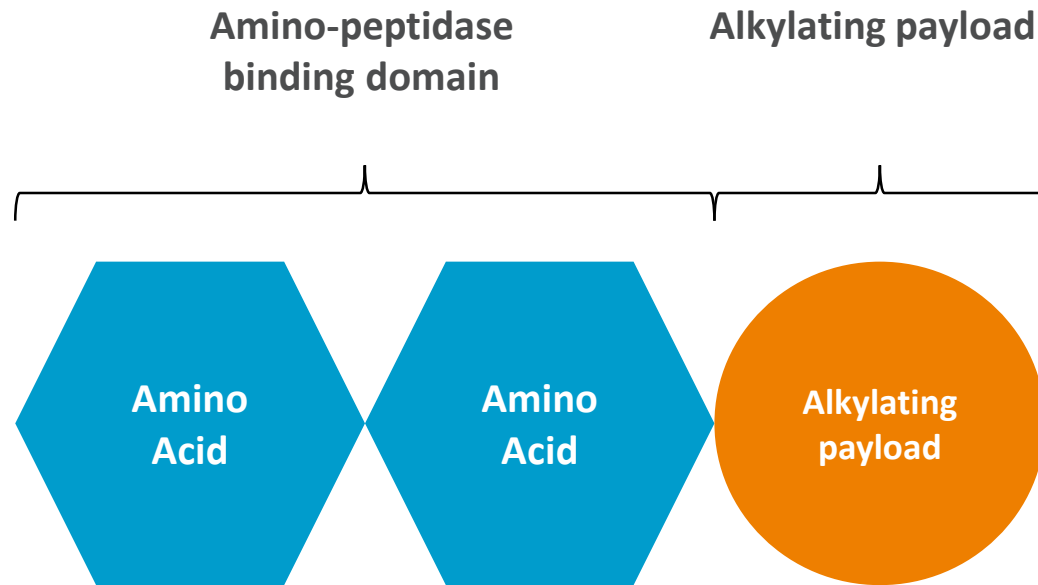 Amino-peptidase
binding domain
Alkylating payload
Amino
Acid
Amino
Acid
Alkylating
payload